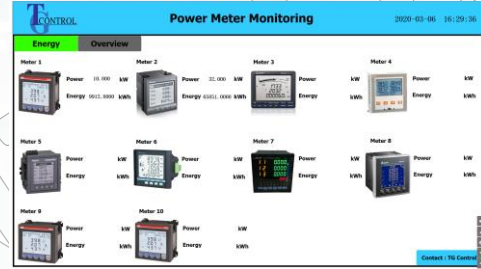 TG CONTROL
Power Meter Monitoring
2020-03-06 16:29:36
Energy Overview
Meter 1 Meter 2 Meter 3 Meter 4
Power 10.000 kW Power 32.000 kW Power kW Power kW
Energy kWh Energy kWh Energy kWh Energy kWh
Meter 5 Meter 6 Meter 7 Meter 8
Power kW Power kW Power kW Power kW
Energy kWh Energy kWh Energy kWh Energy kWh
Meter 9 Meter 10
Power kW Power kW
Energy kWh Energy kWh
Contact : TG Control